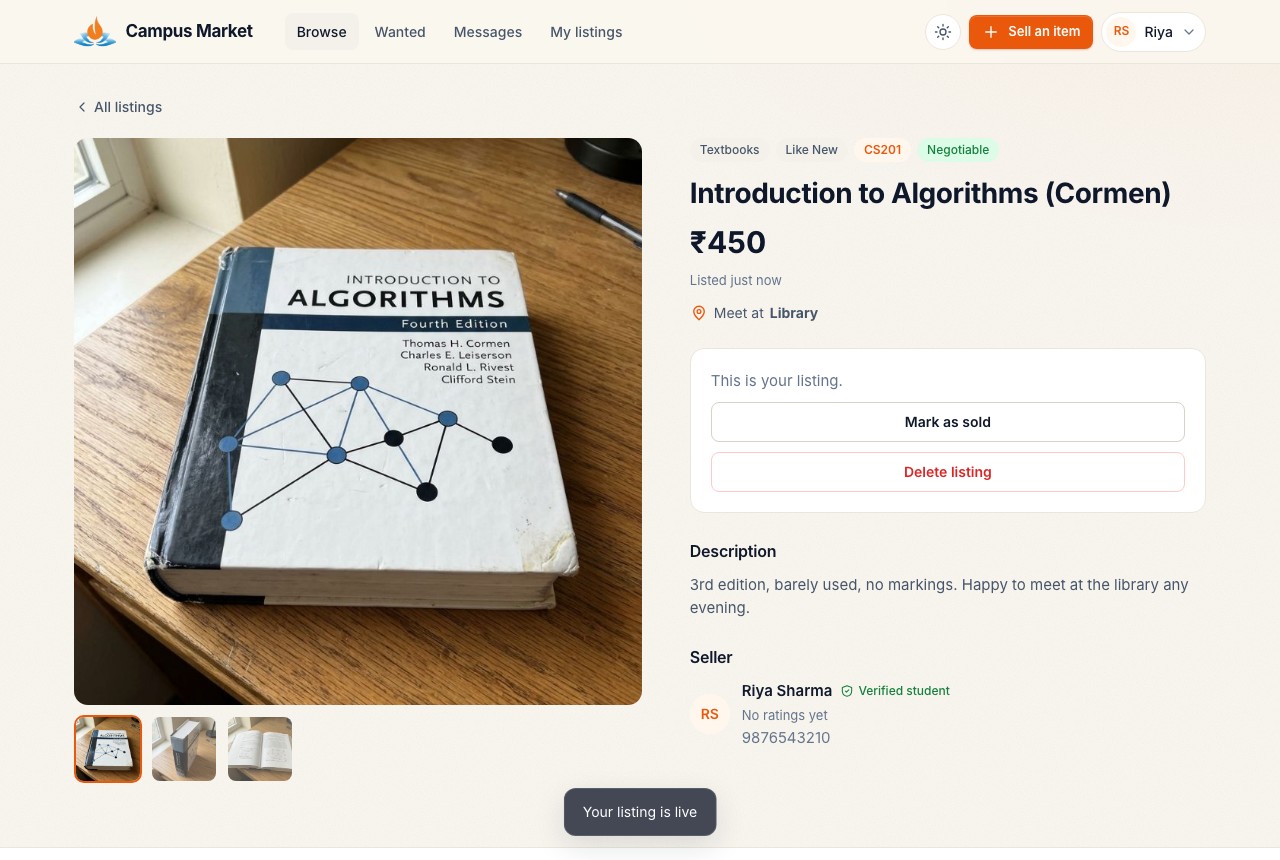 Campus Market
Browse
Wanted
Messages
My listings
Sell an item
RS
Riya
All listings
INTRODUCTION TO
ALGORITHMS
Fourth Edition
Thomas H. Cormen
Charles E. Leiserson
Ronald L. Rivest
Clifford Stein
Textbooks
Like New
CS201
Negotiable
Introduction to Algorithms (Cormen)
₹450
Listed just now
Meet at Library
This is your listing.
Mark as sold
Delete listing
Description
3rd edition, barely used, no markings. Happy to meet at the library any
evening.
Seller
RS
Riya Sharma
Verified student
No ratings yet
9876543210
Your listing is live